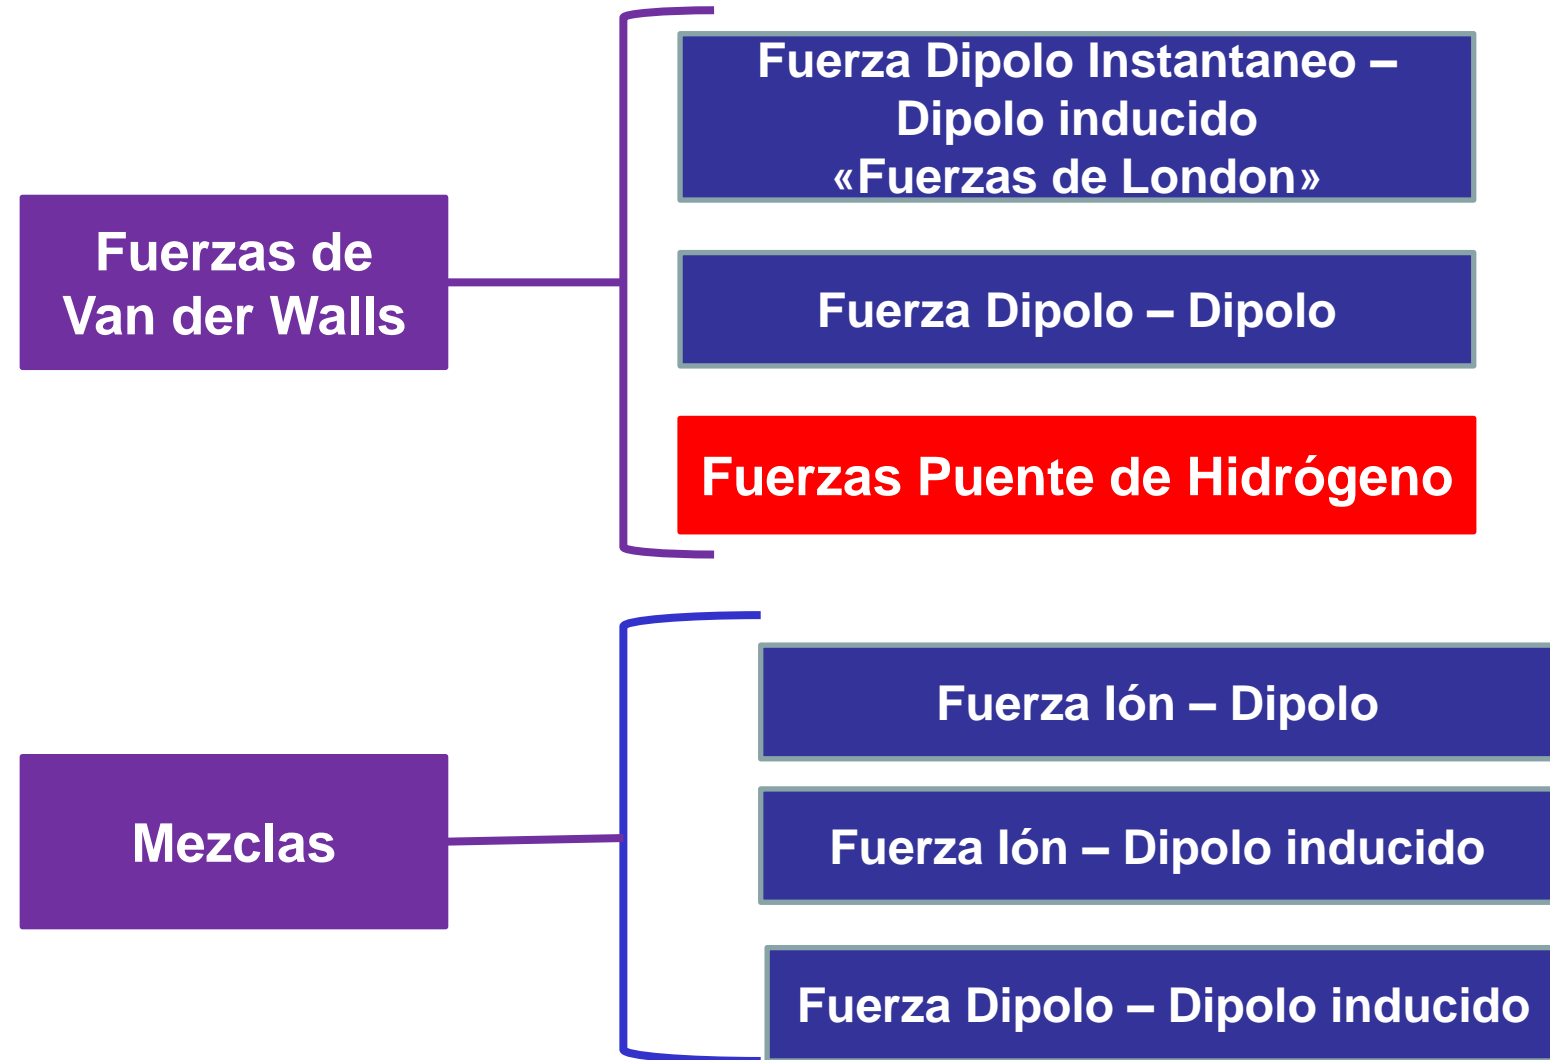 Fuerza Dipolo Instantaneo –
Dipolo inducido
«Fuerzas de London»
Fuerzas de
Van der Walls
Fuerza Dipolo – Dipolo
Fuerzas Puente de Hidrógeno
Fuerza Ión – Dipolo
Mezclas
Fuerza Ión – Dipolo inducido
Fuerza Dipolo – Dipolo inducido